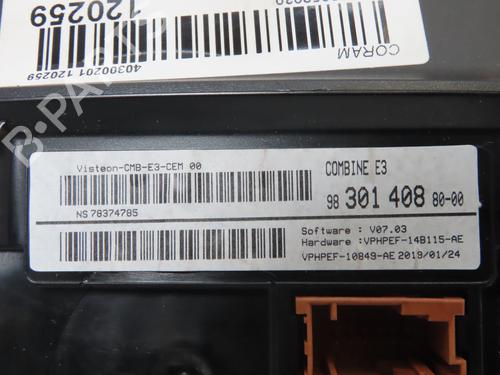 120259
CORAM
40300201 120259
B-PARTS
Visteon-CMB-E3-CEM 00
NS 78374785
COMBINE E3
98 301 408 80-00
Software : V07.03
Hardware :VPHPEF-14B115-AE
VPHPEF-10849-AE 2019/01/24